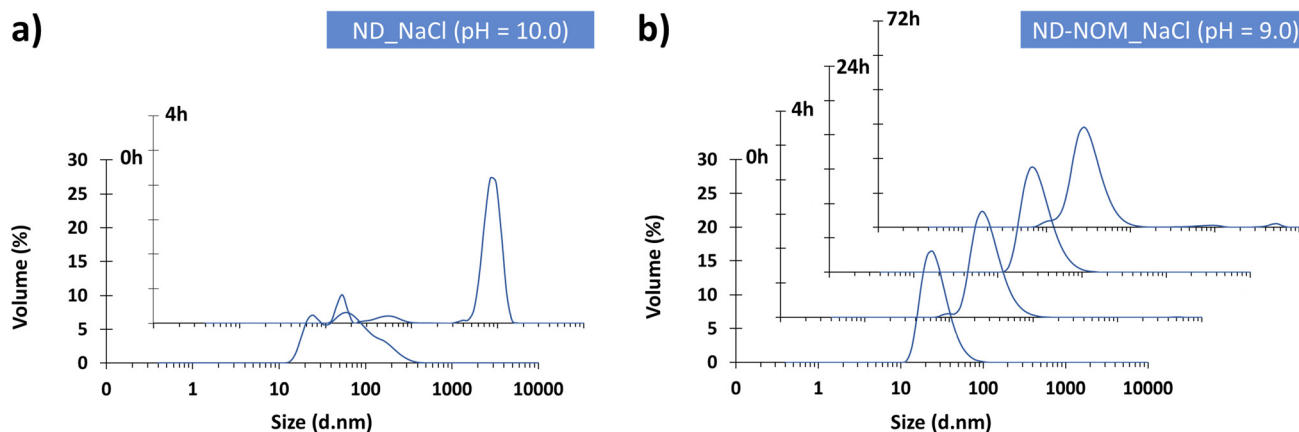 a)
ND_NaCl (pH = 10.0)
4h
0h
30
25
20
15
10
5
0
Volume (%)
0
1
10
100
1000
10000
Size (d.nm)
b)
ND-NOM_NaCl (pH = 9.0)
72h
24h
4h
0h
30
25
20
15
10
5
0
Volume (%)
0
1
10
100
1000
10000
Size (d.nm)